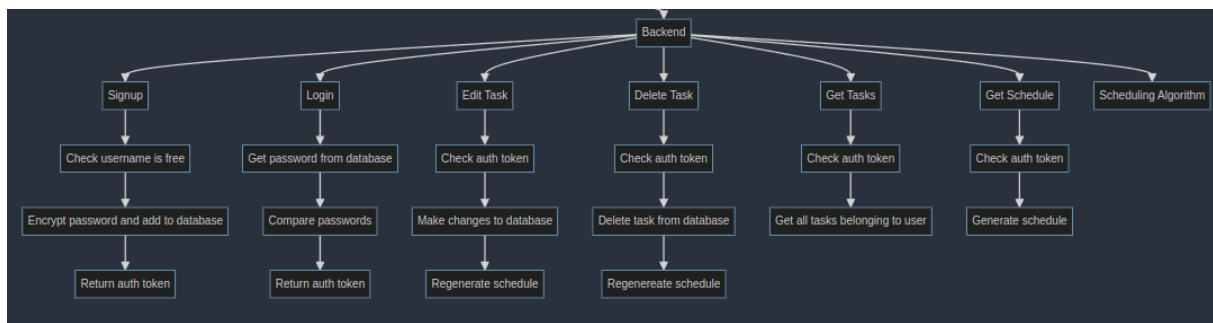 Backend
Signup
Login
Edit Task
Delete Task
Get Tasks
Get Schedule
Scheduling Algorithm
Check username is free
Get password from database
Check auth token
Check auth token
Check auth token
Check auth token
Encrypt password and add to database
Compare passwords
Make changes to database
Delete task from database
Get all tasks belonging to user
Generate schedule
Return auth token
Return auth token
Regenerate schedule
Regenereate schedule